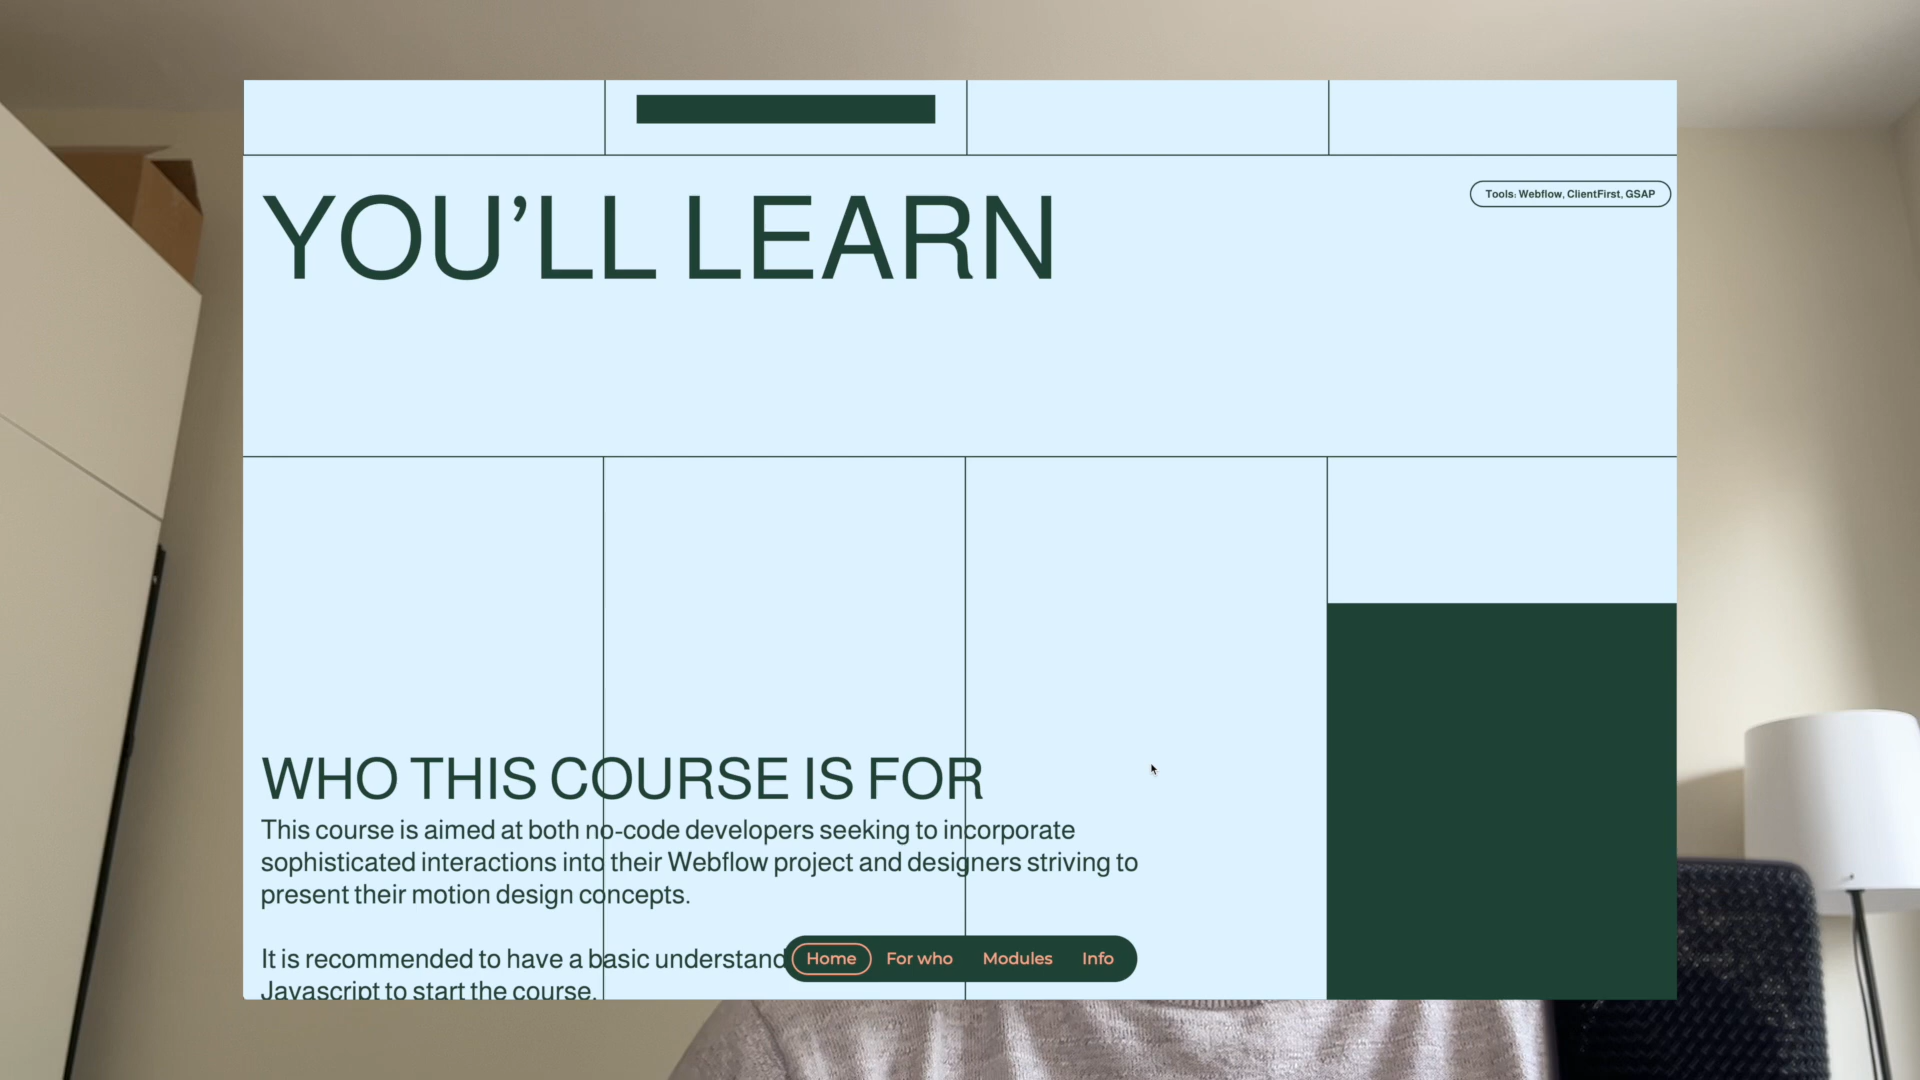 Tools: Webflow, ClientFirst, GSAP
YOU’LL LEARN
WHO THIS COURSE IS FOR
This course is aimed at both no-code developers seeking to incorporate
sophisticated interactions into their Webflow project and designers striving to
present their motion design concepts.
It is recommended to have a basic understand
Javascript to start the course.
Home For who Modules Info